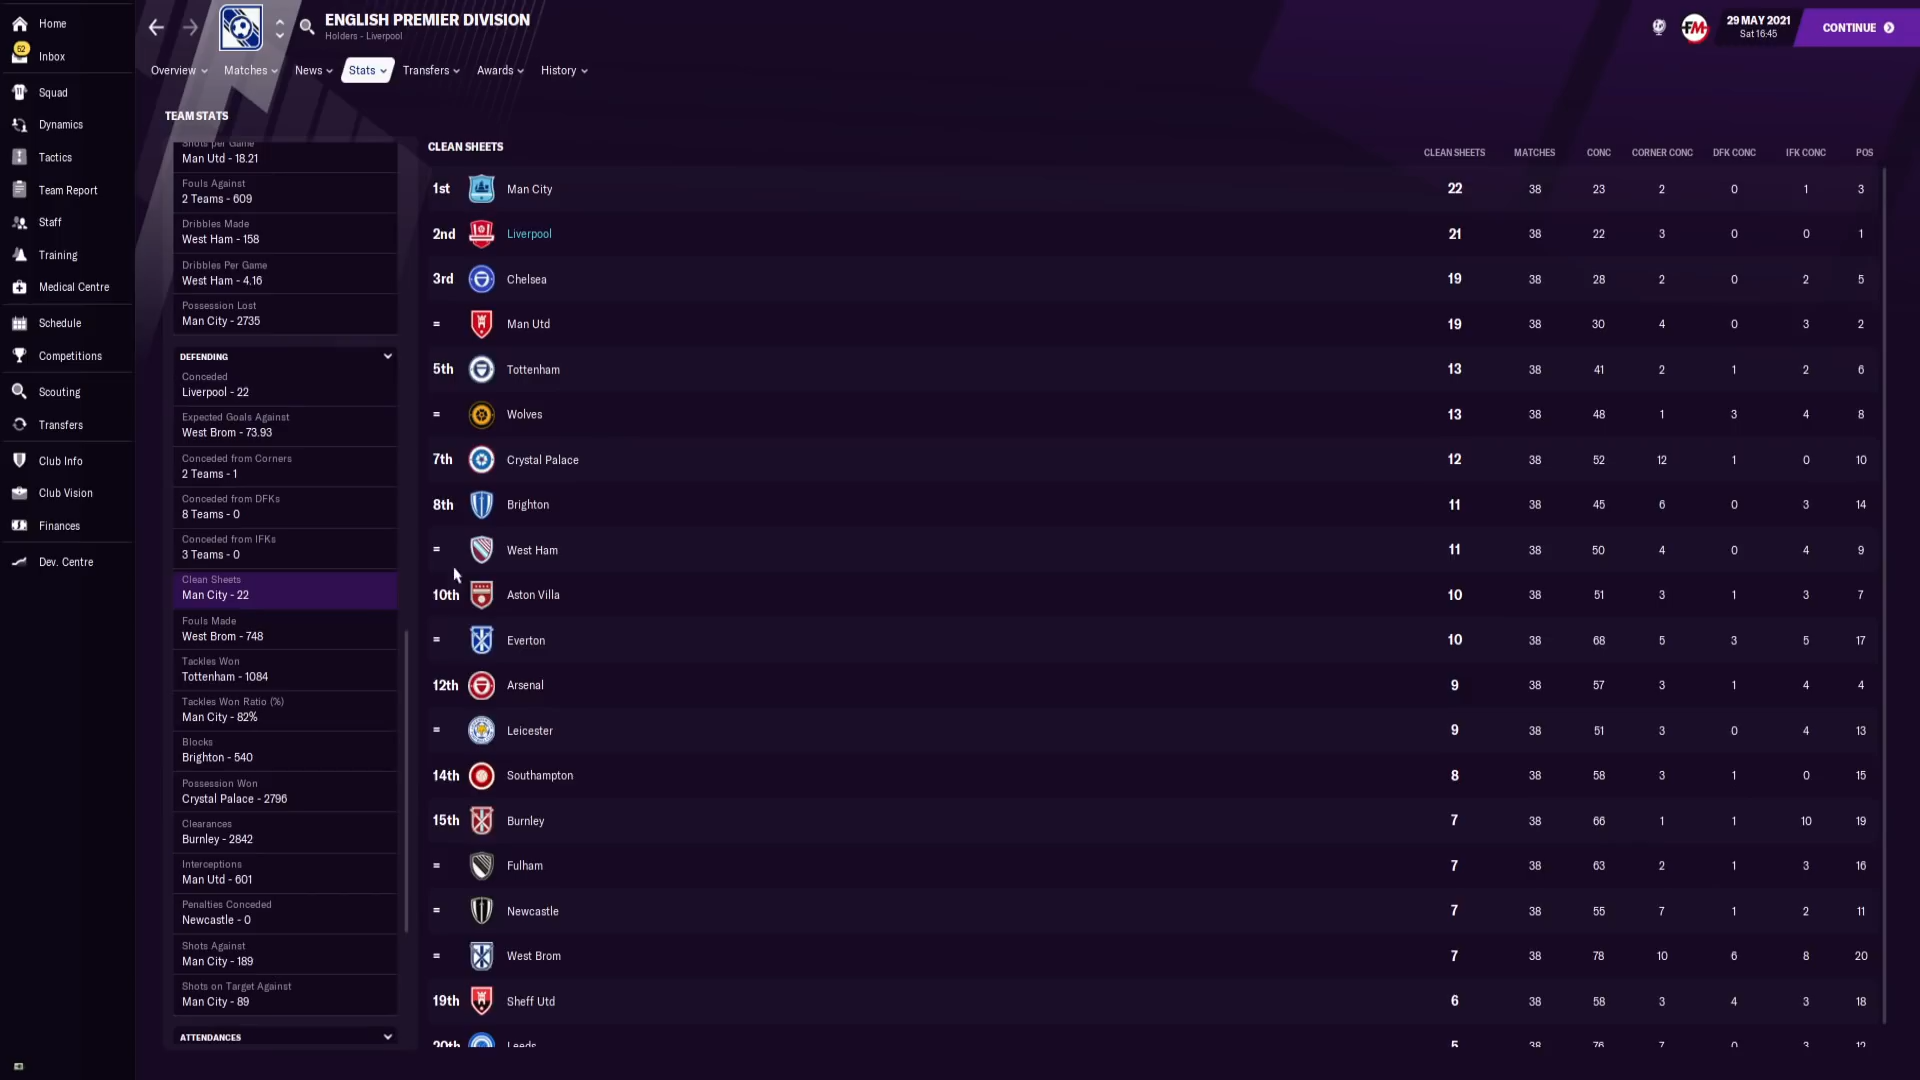 Home
52
Inbox
Squad
Dynamics
Tactics
Team Report
Staff
Training
Medical Centre
Schedule
Competitions
Scouting
Transfers
Club Info
Club Vision
Finances
Dev. Centre
ENGLISH PREMIER DIVISION
Holders - Liverpool
FM
29 MAY 2021
Sat 16:45
CONTINUE
Overview Matches News Stats Transfers Awards History
TEAM STATS
Shots per Game
Man Utd - 18.21
Fouls Against
2 Teams - 609
Dribbles Made
West Ham - 158
Dribbles Per Game
West Ham - 4.16
Possession Lost
Man City - 2735
DEFENDING
Conceded
Liverpool - 22
Expected Goals Against
West Brom - 73.93
Conceded from Corners
2 Teams - 1
Conceded from DFKs
8 Teams - 0
Conceded from IFKs
3 Teams - 0
Clean Sheets
Man City - 22
Fouls Made
West Brom - 748
Tackles Won
Tottenham - 1084
Tackles Won Ratio (%)
Man City - 82%
Blocks
Brighton - 540
Possession Won
Crystal Palace - 2796
Clearances
Burnley - 2842
Interceptions
Man Utd - 601
Penalties Conceded
Newcastle - 0
Shots Against
Man City - 189
Shots on Target Against
Man City - 89
ATTENDANCES
CLEAN SHEETS
CLEAN SHEETS MATCHES CONC CORNER CONC DFK CONC IFK CONC POS
1st Man City 22 38 23 2 0 1 3
2nd Liverpool 21 38 22 3 0 0 1
3rd Chelsea 19 38 28 2 0 2 5
= Man Utd 19 38 30 4 0 3 2
5th Tottenham 13 38 41 2 1 2 6
= Wolves 13 38 48 1 3 4 8
7th Crystal Palace 12 38 52 12 1 0 10
8th Brighton 11 38 45 6 0 3 14
= West Ham 11 38 50 4 0 4 9
10th Aston Villa 10 38 51 3 1 3 7
= Everton 10 38 68 5 3 5 17
12th Arsenal 9 38 57 3 1 4 4
= Leicester 9 38 51 3 0 4 13
14th Southampton 8 38 58 3 1 0 15
15th Burnley 7 38 66 1 1 10 19
= Fulham 7 38 63 2 1 3 16
= Newcastle 7 38 55 7 1 2 11
= West Brom 7 38 78 10 6 8 20
19th Sheff Utd 6 38 58 3 4 3 18
20th Leeds 5 38 76 7 0 3 12